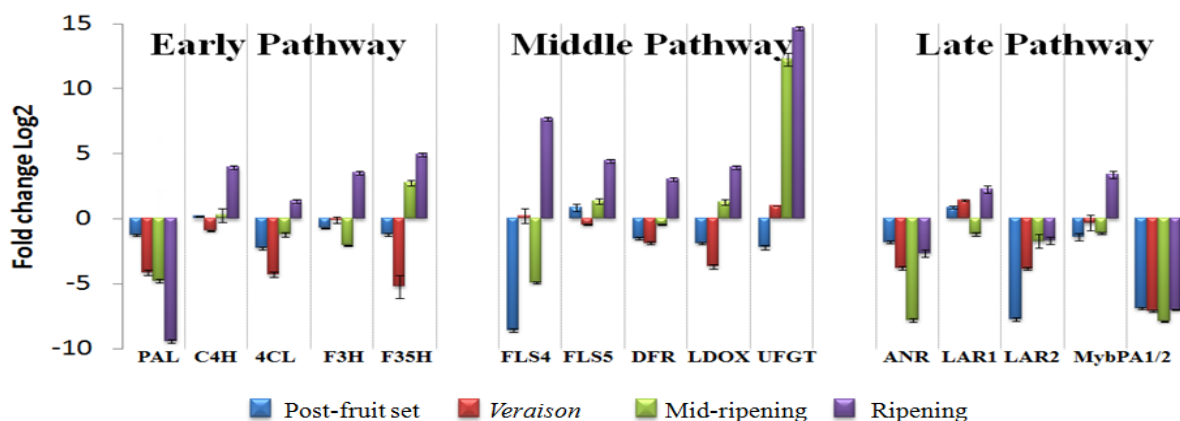 Early Pathway Middle Pathway Late Pathway
Fold change Log2
15
10
5
0
-5
-10
PAL C4H 4CL F3H F35H FLS4 FLS5 DFR LDOX UFGT ANR LAR1 LAR2 MybPA1/2
Post-fruit set Veraison Mid-ripening Ripening